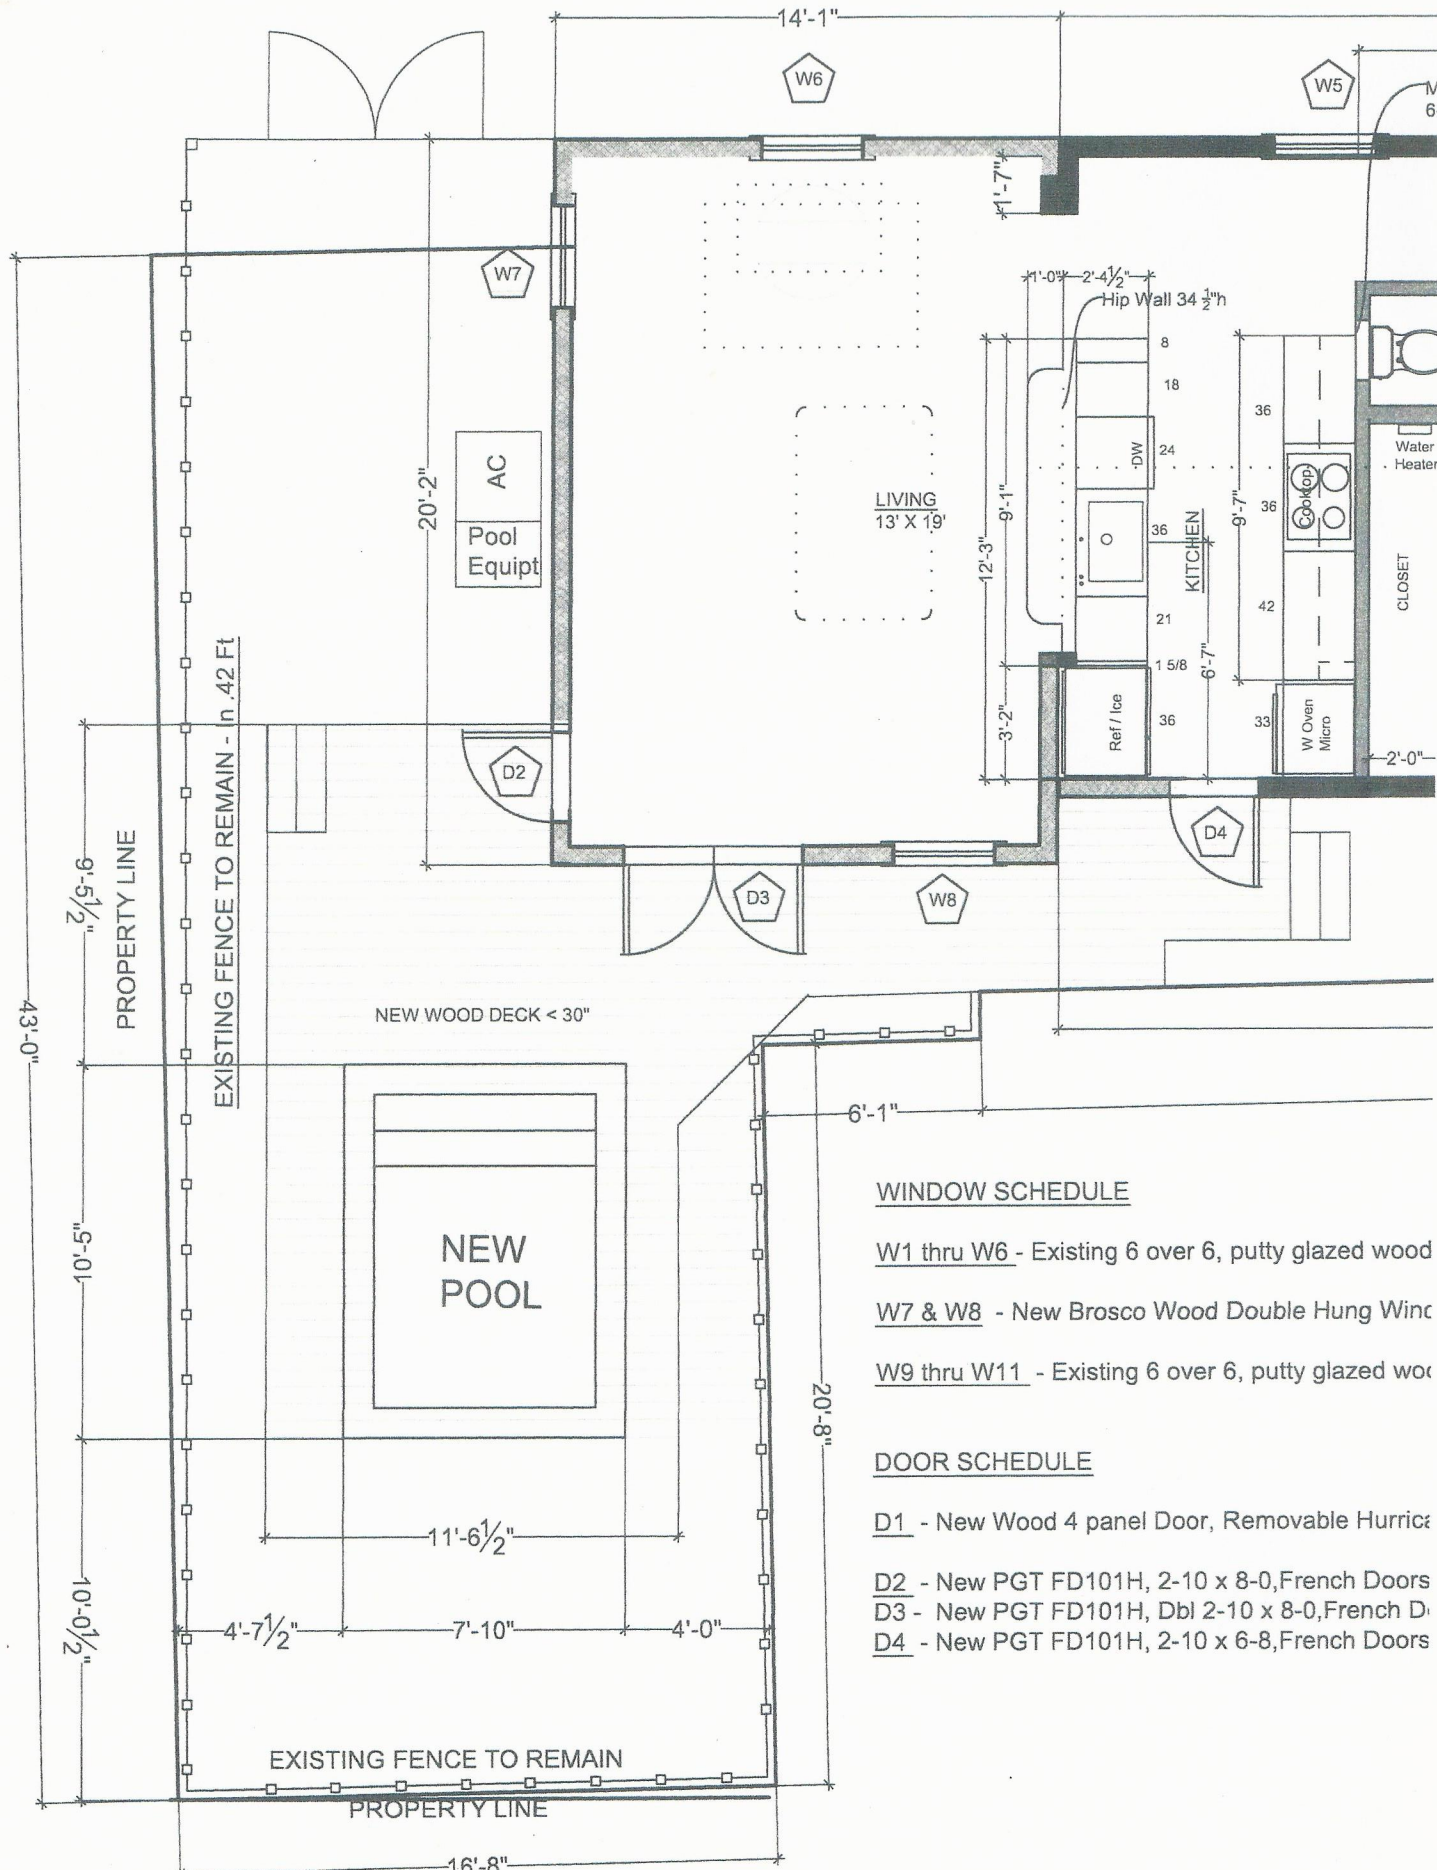 14'-1"
W6
W5
M
6
1'-7"
W7
1'-0"
2'-4½"
Hip Wall 34 ½"h
8
18
36
AC
Pool
Equipt
20'-2"
LIVING
13' X 19'
12'-3"
9'-1"
DW
24
36
KITCHEN
9'-7"
36
Cooktop
Water
Heater
CLOSET
42
21
1 5/8
6'-7"
3'-2"
Ref / Ice
36
33
W Oven
Micro
2'-0"
D2
D4
D3
W8
EXISTING FENCE TO REMAIN - In .42 Ft
PROPERTY LINE
9'-5½"
43'-0"
NEW WOOD DECK < 30"
6'-1"
10'-5"
NEW
POOL
20'-8"
WINDOW SCHEDULE
W1 thru W6 - Existing 6 over 6, putty glazed wood
W7 & W8 - New Brosco Wood Double Hung Winc
W9 thru W11 - Existing 6 over 6, putty glazed woo
DOOR SCHEDULE
D1 - New Wood 4 panel Door, Removable Hurrica
D2 - New PGT FD101H, 2-10 x 8-0,French Doors
D3 - New PGT FD101H, Dbl 2-10 x 8-0,French D
D4 - New PGT FD101H, 2-10 x 6-8,French Doors
11'-6½"
10'-0½"
4'-7½"
7'-10"
4'-0"
EXISTING FENCE TO REMAIN
PROPERTY LINE
16'-8"